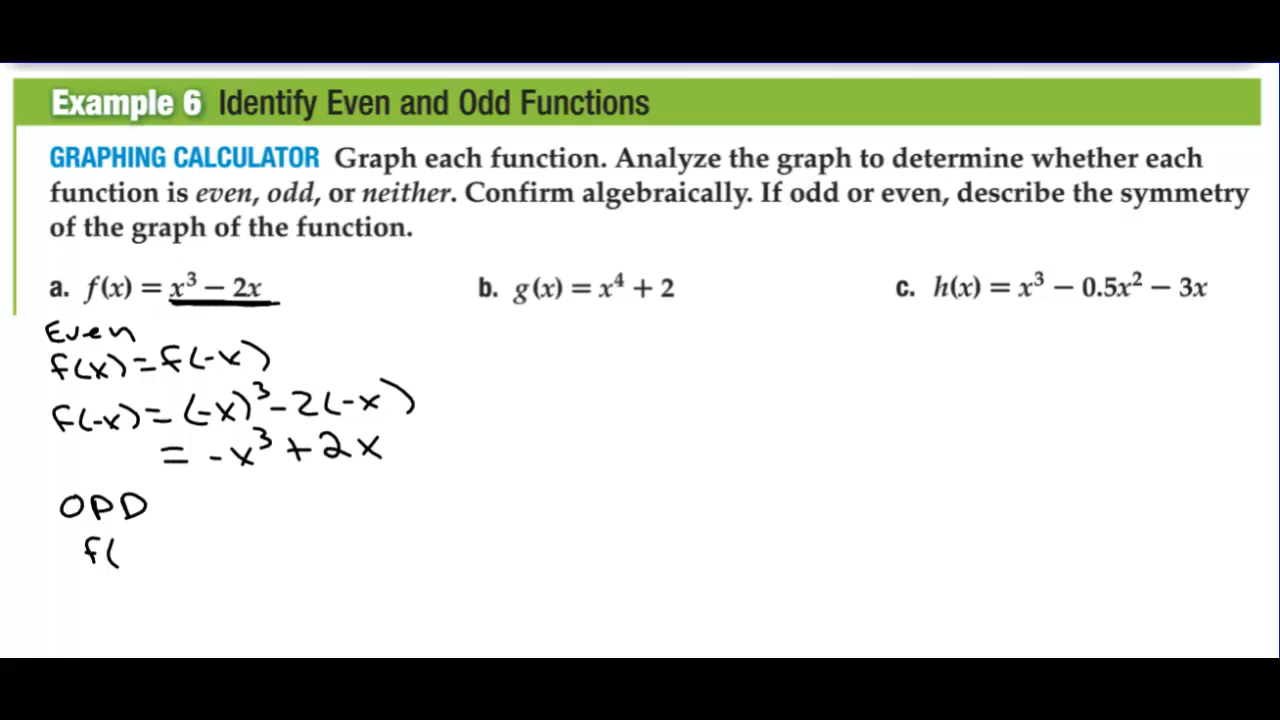 Example 6 Identify Even and Odd Functions
GRAPHING CALCULATOR Graph each function. Analyze the graph to determine whether each
function is even, odd, or neither. Confirm algebraically. If odd or even, describe the symmetry
of the graph of the function.
a. f(x) = x³ − 2x
b. g(x) = x⁴ + 2
c. h(x) = x³ − 0.5x² − 3x
Even
f(x) = f(-x)
f(-x) = (-x)³ - 2(-x)
= -x³ + 2x
ODD
f(